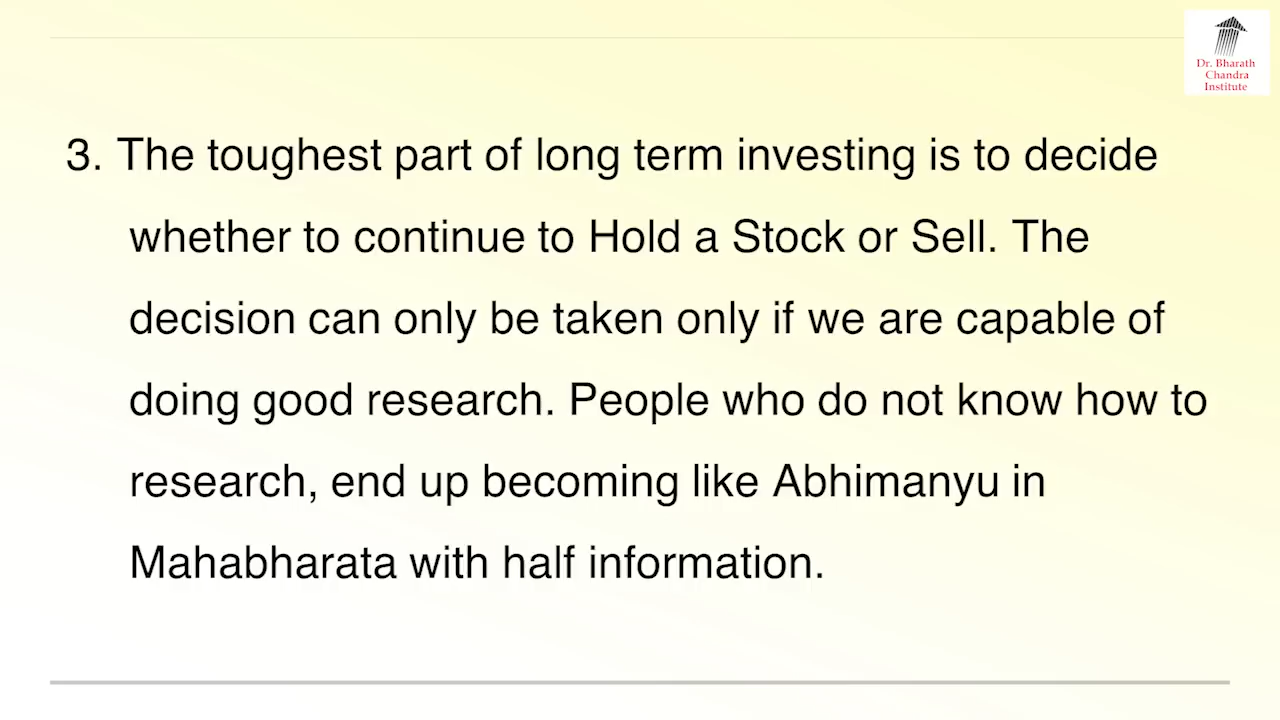 Dr. Bharath
Chandra
Institute
3. The toughest part of long term investing is to decide
whether to continue to Hold a Stock or Sell. The
decision can only be taken only if we are capable of
doing good research. People who do not know how to
research, end up becoming like Abhimanyu in
Mahabharata with half information.